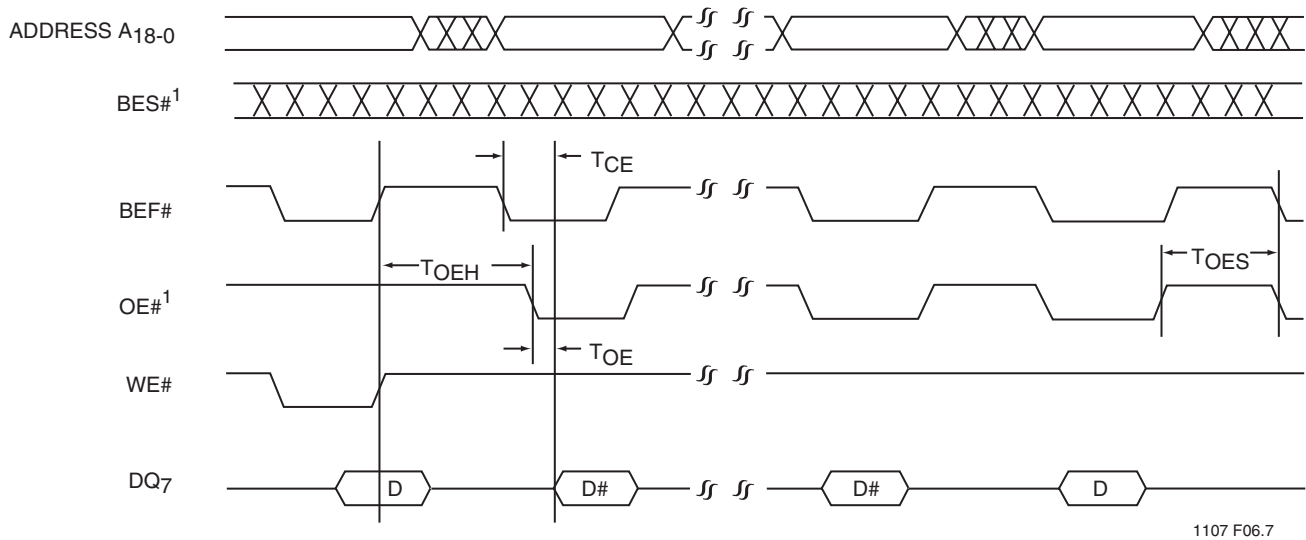 ADDRESS A18-0
BES#1
TCE
BEF#
TOEH
TOES
OE#1
TOE
WE#
DQ7
D
D#
D#
D
1107 F06.7